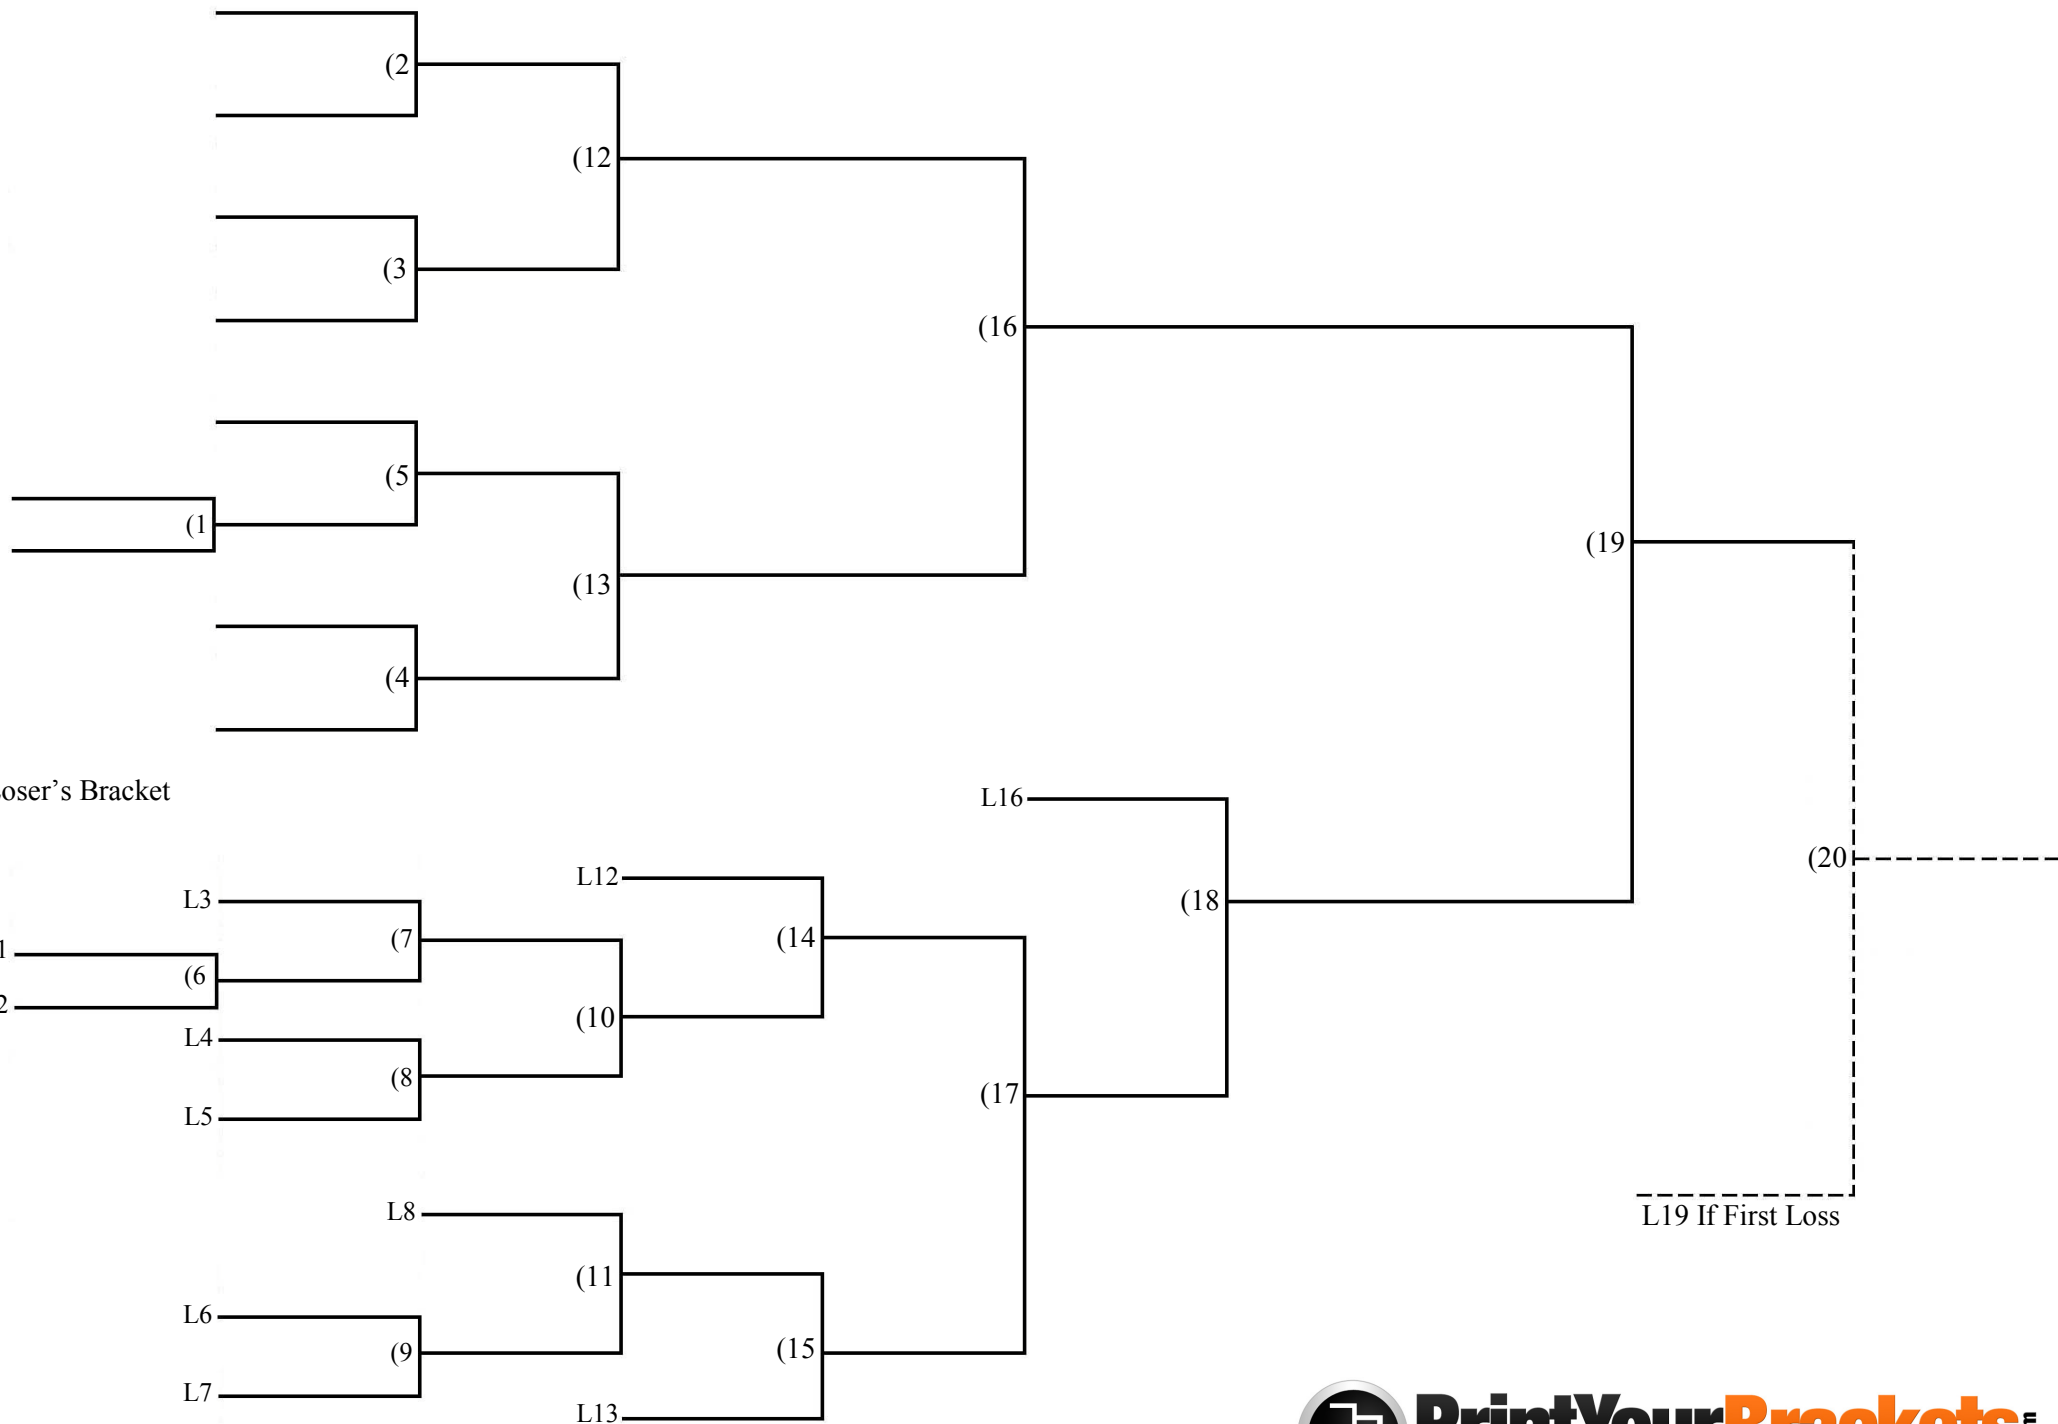 (2
(12
(3
(16
(5
(1
(19
(13
(4
oser’s Bracket
L16
(20
L12
L3
(18
(14
(7
1
(6
2
(10
L4
(8
(17
L5
L8
L19 If First Loss
(11
L6
(15
(9
L7
PrintYourBrackets
L13